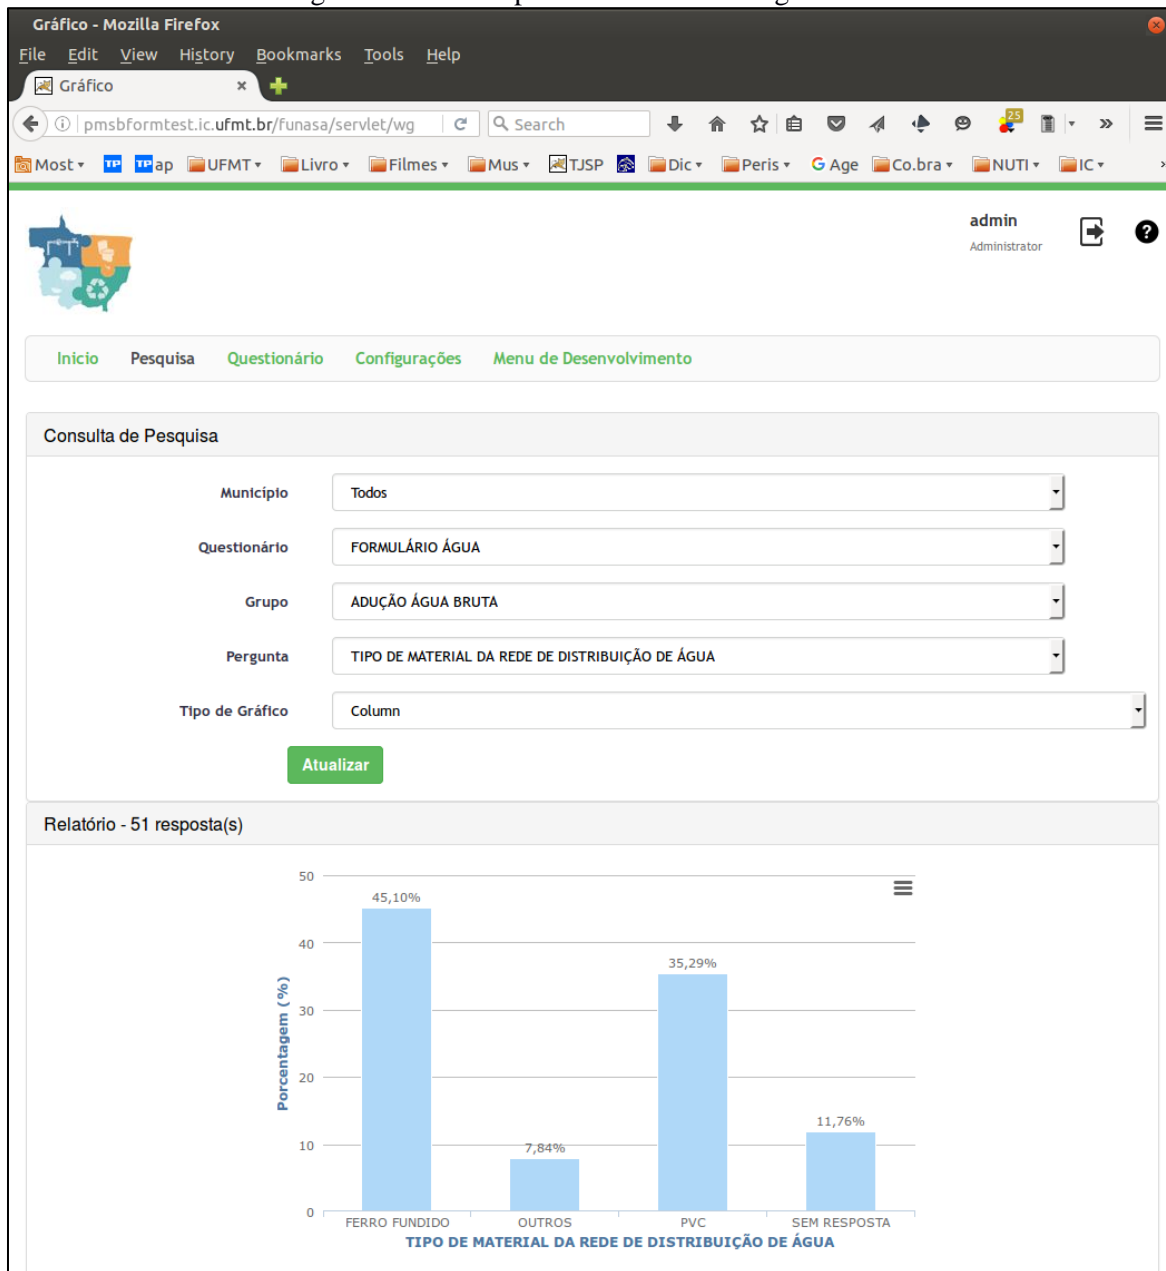 Gráfico - Mozilla Firefox
File Edit View History Bookmarks Tools Help
Gráfico
pmsbformtest.ic.ufmt.br/funasa/servlet/wg Search 25
Most TP TP ap UFMT Livro Filmes Mus TJSP Dic Peris G Age Co.bra NUTI IC
admin
Administrator
Inicio Pesquisa Questionário Configurações Menu de Desenvolvimento
Consulta de Pesquisa
Município Todos
Questionário FORMULÁRIO ÁGUA
Grupo ADUÇÃO ÁGUA BRUTA
Pergunta TIPO DE MATERIAL DA REDE DE DISTRIBUIÇÃO DE ÁGUA
Tipo de Gráfico Column
Atualizar
Relatório - 51 resposta(s)
50
45,10%
40
35,29%
30
Porcentagem (%)
20
11,76%
10
7,84%
0
FERRO FUNDIDO OUTROS PVC SEM RESPOSTA
TIPO DE MATERIAL DA REDE DE DISTRIBUIÇÃO DE ÁGUA